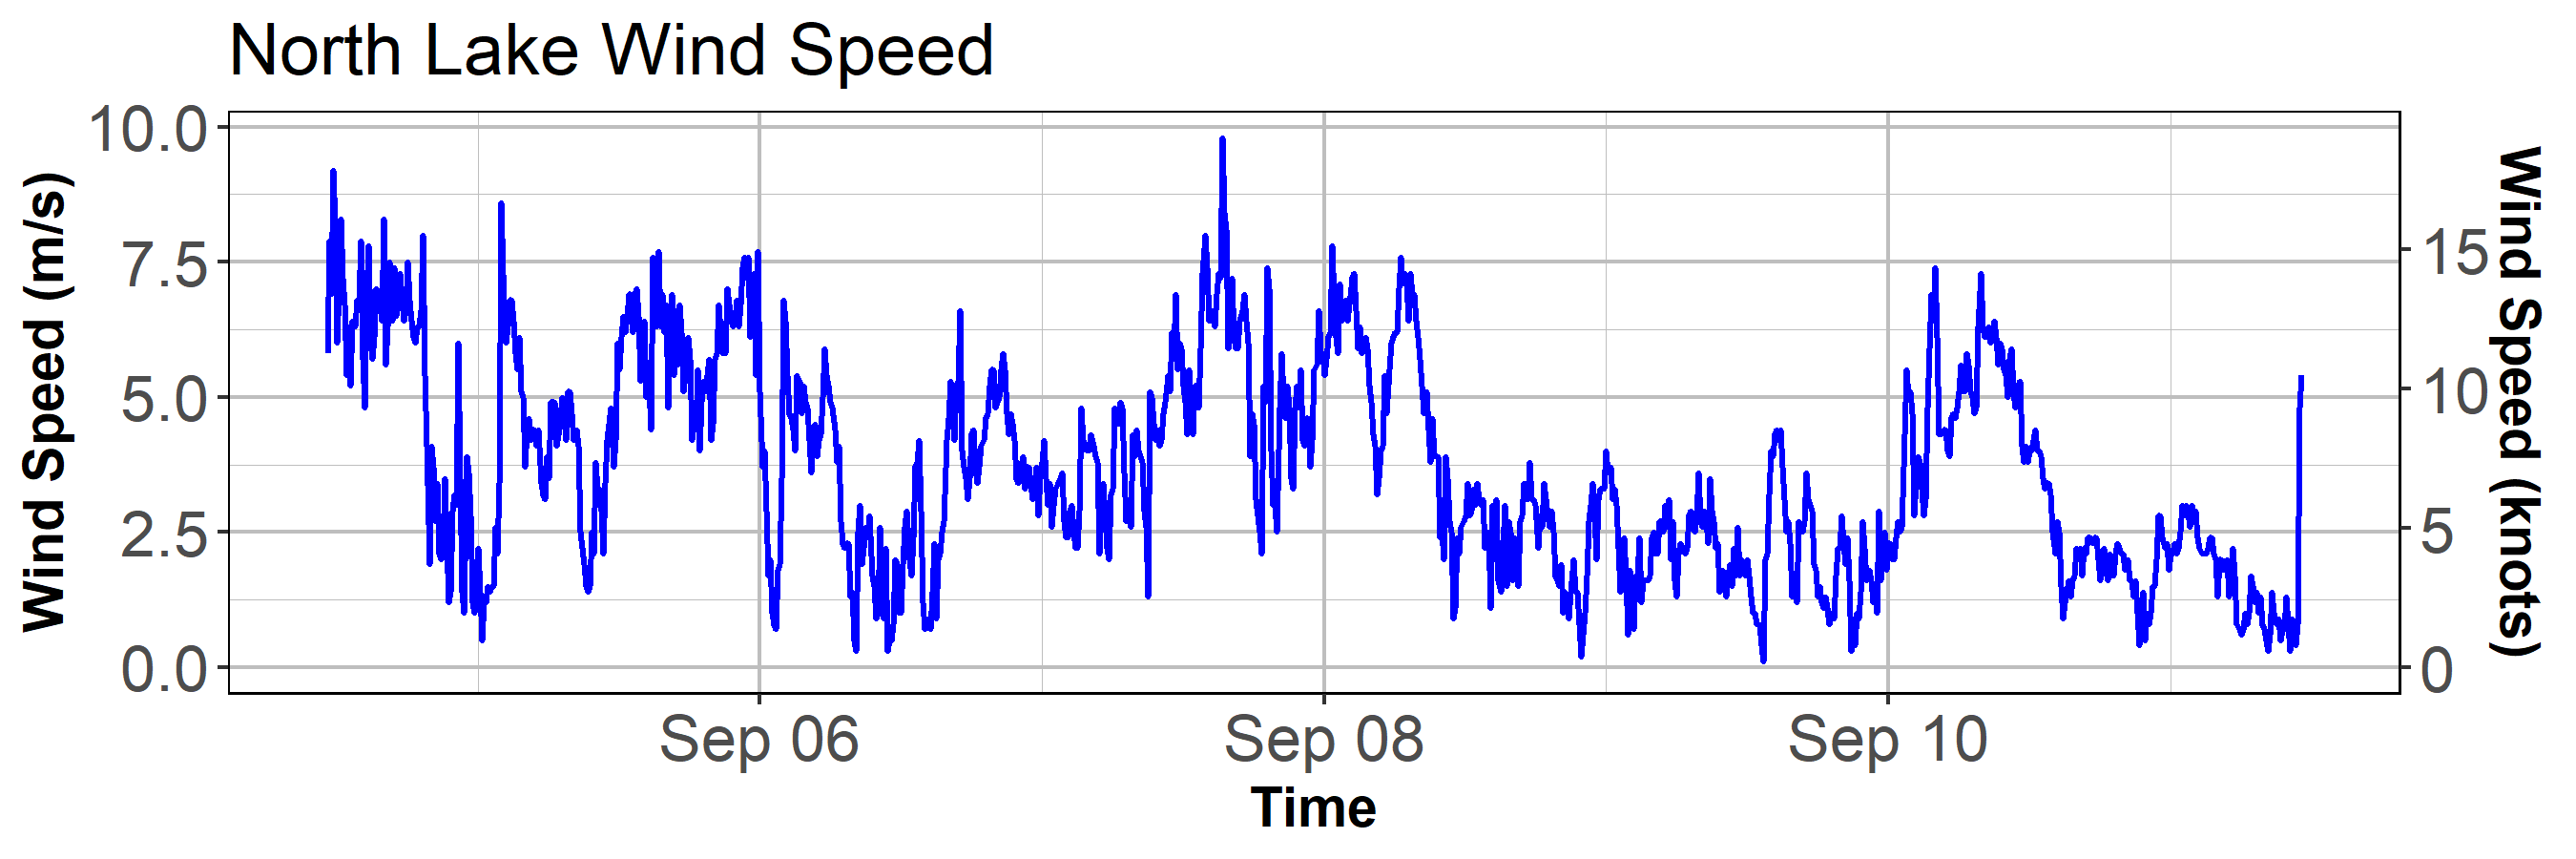 North Lake Wind Speed
Wind Speed (m/s)
10.0
7.5
5.0
2.5
0.0
Wind Speed (knots)
15
10
5
0
Sep 06
Sep 08
Sep 10
Time